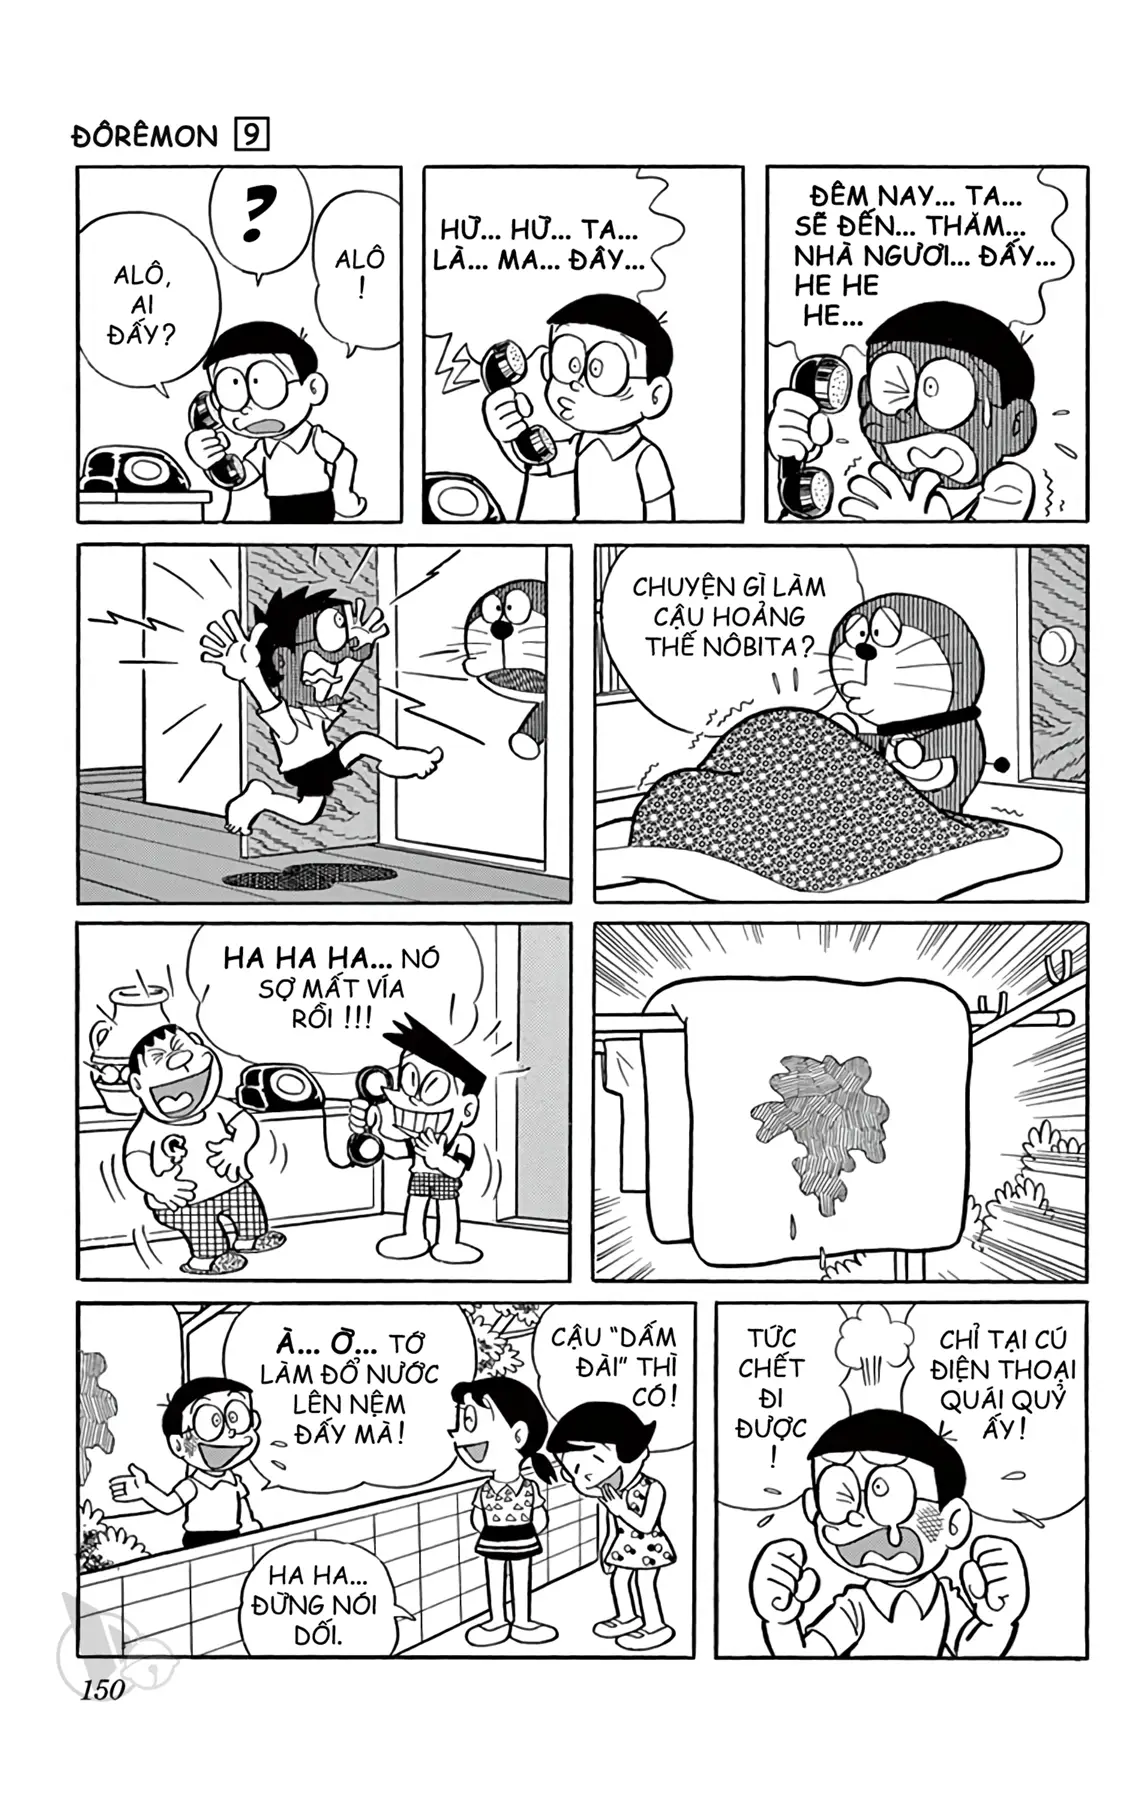 ĐÔRÊMON 9
ALÔ,
AI
ĐẤY?
?
ALÔ
!
HỪ... HỪ... TA...
LÀ... MA... ĐÂY...
ĐÊM NAY... TA...
SẼ ĐẾN... THĂM...
NHÀ NGƯƠI... ĐẤY...
HE HE
HE...
CHUYỆN GÌ LÀM
CẬU HOẢNG
THẾ NÔBITA?
HA HA HA... NÓ
SỢ MẤT VÍA
RỒI !!!
À... Ờ... TỚ
LÀM ĐỔ NƯỚC
LÊN NỆM
ĐẤY MÀ!
CẬU "DẤM
ĐÀI" THÌ
CÓ!
HA HA...
ĐỪNG NÓI
DỐI.
TỨC
CHẾT
ĐI
ĐƯỢC
!
CHỈ TẠI CÚ
ĐIỆN THOẠI
QUÁI QUỶ
ẤY!
150